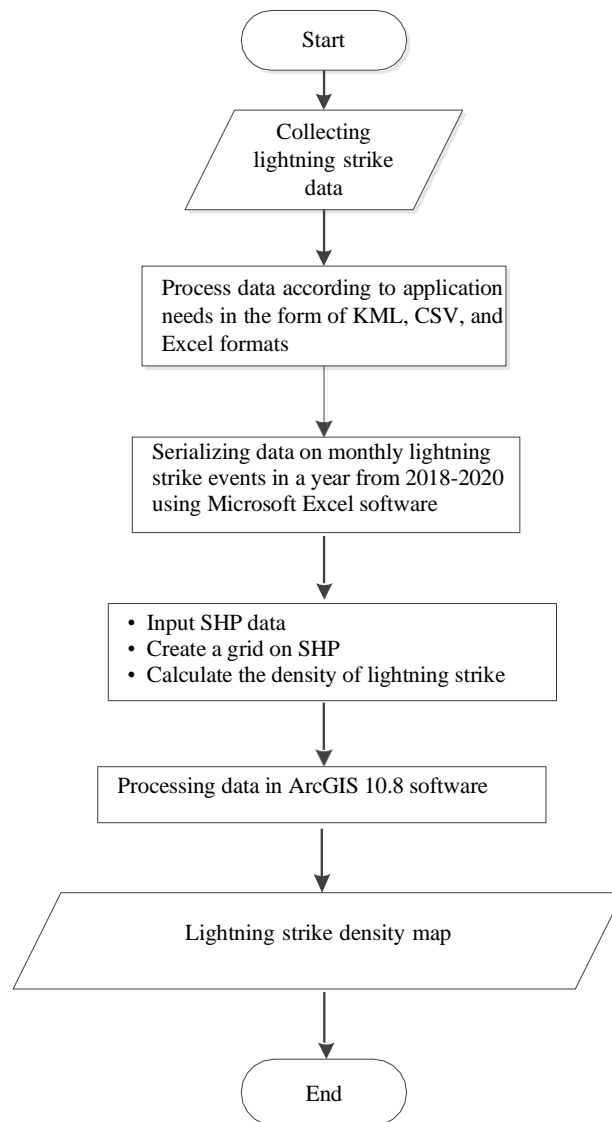 Start
Collecting
lightning strike
data
Process data according to application
needs in the form of KML, CSV, and
Excel formats
Serializing data on monthly lightning
strike events in a year from 2018-2020
using Microsoft Excel software
• Input SHP data
• Create a grid on SHP
• Calculate the density of lightning strike
Processing data in ArcGIS 10.8 software
Lightning strike density map
End